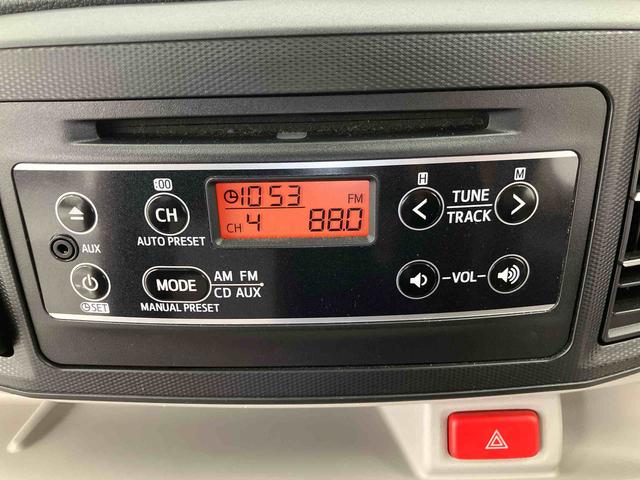 :00
H
M
CH
AUTO PRESET
10 53
FM
CH 4
88.0
TUNE
TRACK
AUX
MODE
AM FM
CD AUX
MANUAL PRESET
VOL
SET